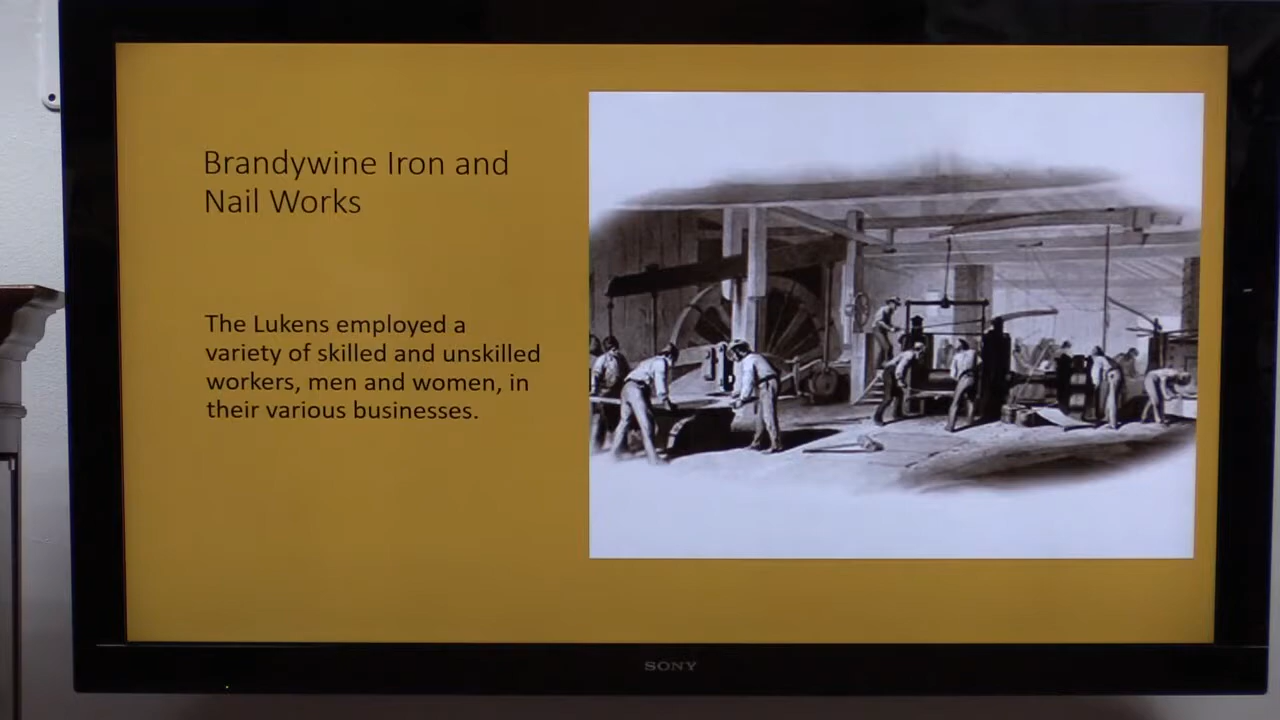 Brandywine Iron and
Nail Works
The Lukens employed a
variety of skilled and unskilled
workers, men and women, in
their various businesses.
SONY